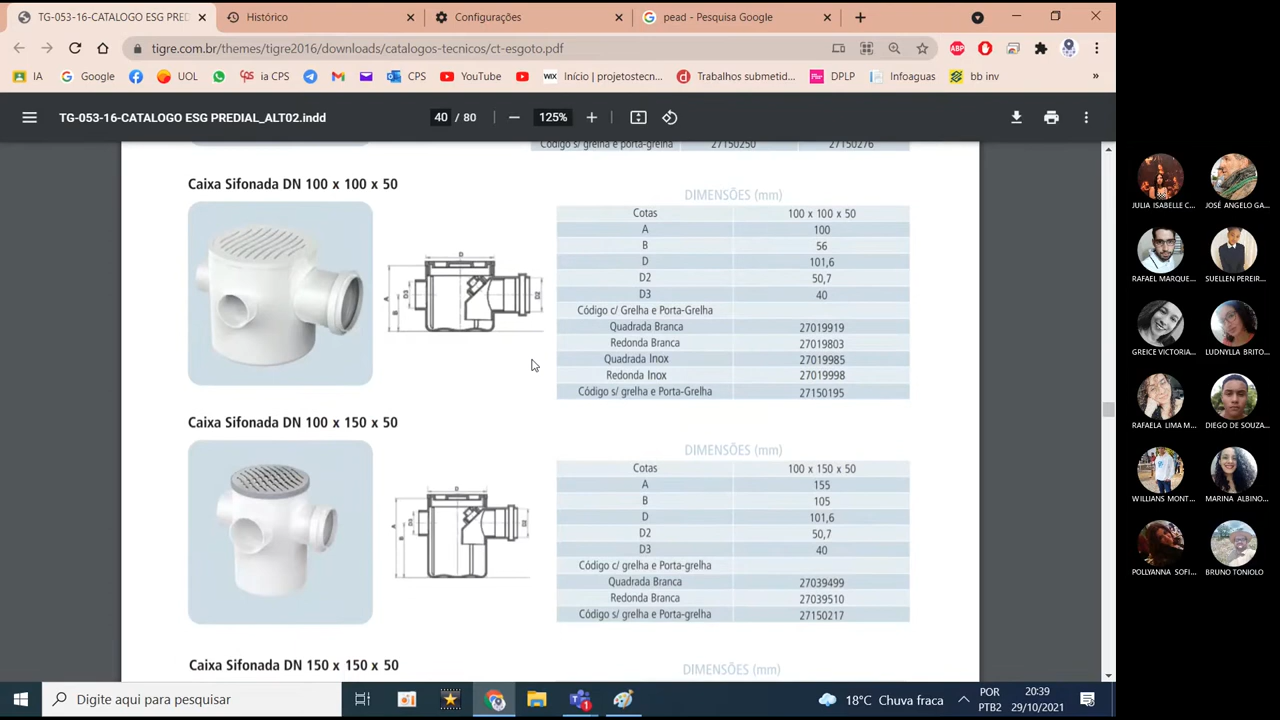 TG-053-16-CATALOGO ESG PRED
Histórico
Configurações
pead - Pesquisa Google
tigre.com.br/themes/tigre2016/downloads/catalogos-tecnicos/ct-esgoto.pdf
ABP
IA
Google
UOL
ia CPS
CPS
YouTube
Início | projetostecn...
Trabalhos submetid...
DPLP
Infoaguas
bb inv
»
TG-053-16-CATALOGO ESG PREDIAL_ALT02.indd
40 / 80
125%
Código s/ grelha e porta-grelha 27150250 27150276
Caixa Sifonada DN 100 x 100 x 50
DIMENSÕES (mm)
Cotas 100 x 100 x 50
A 100
B 56
D 101,6
D2 50,7
D3 40
Código c/ Grelha e Porta-Grelha
Quadrada Branca 27019919
Redonda Branca 27019803
Quadrada Inox 27019985
Redonda Inox 27019998
Código s/grelha e Porta-Grelha 27150195
D
A
B
D3
D2
Caixa Sifonada DN 100 x 150 x 50
DIMENSÕES (mm)
Cotas 100 x 150 x 50
A 155
B 105
D 101,6
D2 50,7
D3 40
Código c/ grelha e Porta-grelha
Quadrada Branca 27039499
Redonda Branca 27039510
Código s/ grelha e Porta-grelha 27150217
D
A
B
D3
D2
Caixa Sifonada DN 150 x 150 x 50
DIMENSÕES (mm)
JULIA ISABELLE C...
JOSÉ ANGELO GA...
RAFAEL MARQUE...
SUELLEN PEREIR...
GREICE VICTORIA...
LUDNYLLA BRITO...
RAFAELA LIMA M...
DIEGO DE SOUZA...
WILLIANS MONT...
MARINA ALBINO...
POLLYANNA SOFI...
BRUNO TONIOLO
Digite aqui para pesquisar
18°C Chuva fraca
POR
PTB2
20:39
29/10/2021